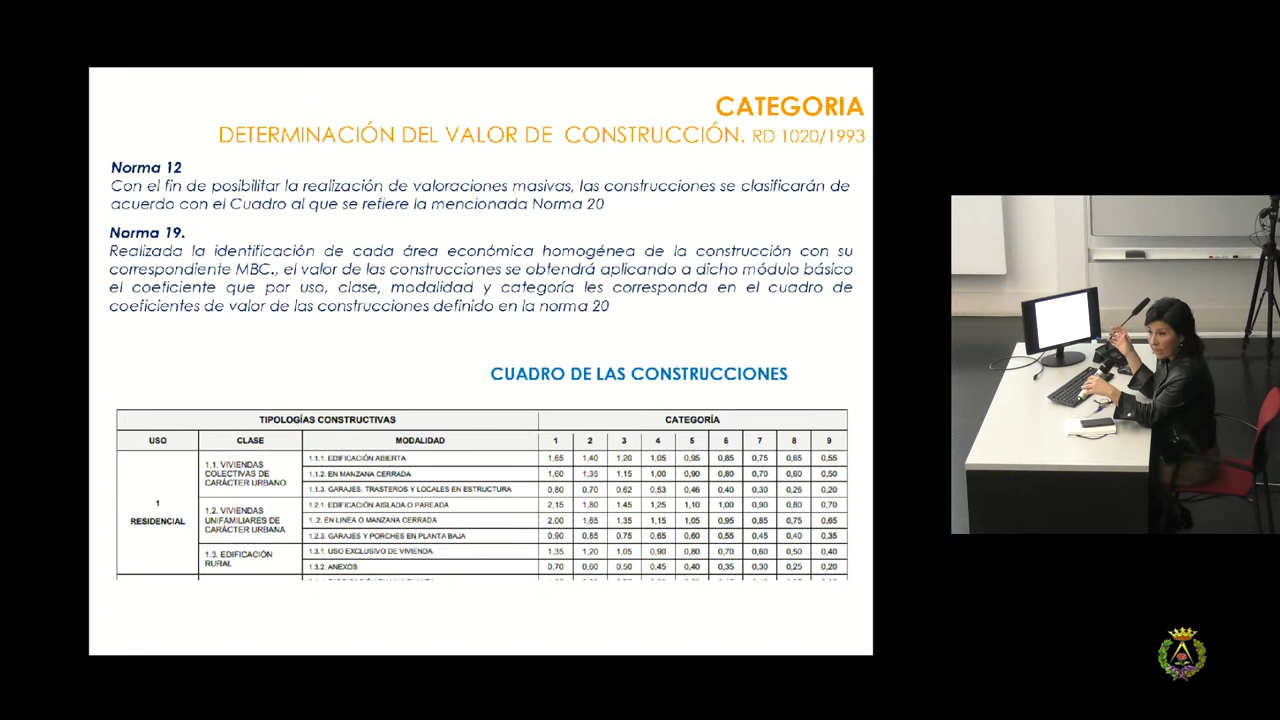 CATEGORIA
DETERMINACIÓN DEL VALOR DE CONSTRUCCIÓN. RD 1020/1993
Norma 12
Con el fin de posibilitar la realización de valoraciones masivas, las construcciones se clasificarán de
acuerdo con el Cuadro al que se refiere la mencionada Norma 20
Norma 19.
Realizada la identificación de cada área económica homogénea de la construcción con su
correspondiente MBC., el valor de las construcciones se obtendrá aplicando a dicho módulo básico
el coeficiente que por uso, clase, modalidad y categoría les corresponda en el cuadro de
coeficientes de valor de las construcciones definido en la norma 20
CUADRO DE LAS CONSTRUCCIONES
TIPOLOGÍAS CONSTRUCTIVAS CATEGORÍA
USO CLASE MODALIDAD 1 2 3 4 5 6 7 8 9
1
RESIDENCIAL
1.1. VIVIENDAS
COLECTIVAS DE
CARÁCTER URBANO
1.1.1. EDIFICACIÓN ABIERTA 1,65 1,40 1,20 1,05 0,95 0,85 0,75 0,65 0,55
1.1.2. EN MANZANA CERRADA 1,60 1,35 1,15 1,00 0,90 0,80 0,70 0,60 0,50
1.1.3. GARAJES, TRASTEROS Y LOCALES EN ESTRUCTURA 0,80 0,70 0,62 0,53 0,46 0,40 0,30 0,26 0,20
1.2. VIVIENDAS
UNIFAMILIARES DE
CARÁCTER URBANA
1.2.1. EDIFICACIÓN AISLADA O PAREADA 2,15 1,80 1,45 1,25 1,10 1,00 0,90 0,80 0,70
1..2. EN LINEA O MANZANA CERRADA 2,00 1,65 1,35 1,15 1,05 0,95 0,85 0,75 0,65
1.2.3. GARAJES Y PORCHES EN PLANTA BAJA 0,90 0,85 0,75 0,65 0,60 0,55 0,45 0,40 0,35
1.3. EDIFICACIÓN
RURAL
1.3.1. USO EXCLUSIVO DE VIVIENDA 1,35 1,20 1,05 0,90 0,80 0,70 0,60 0,50 0,40
1.3.2. ANEXOS 0,70 0,60 0,50 0,45 0,40 0,35 0,30 0,25 0,20